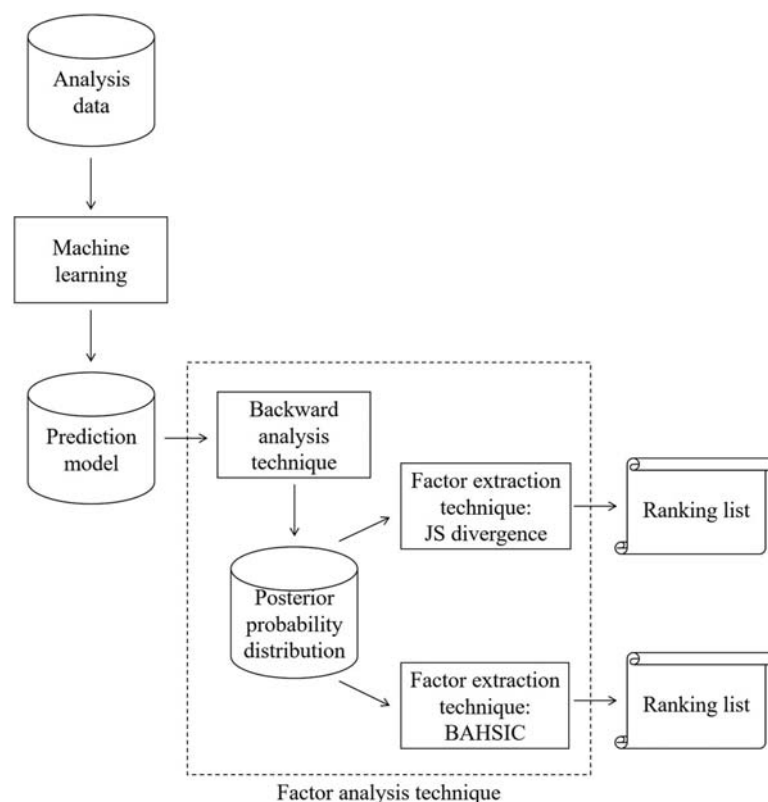 Analysis
data
Machine
learning
Prediction
model
Backward
analysis
technique
Posterior
probability
distribution
Factor extraction
technique:
JS divergence
Ranking list
Factor extraction
technique:
BAHSIC
Ranking list
Factor analysis technique